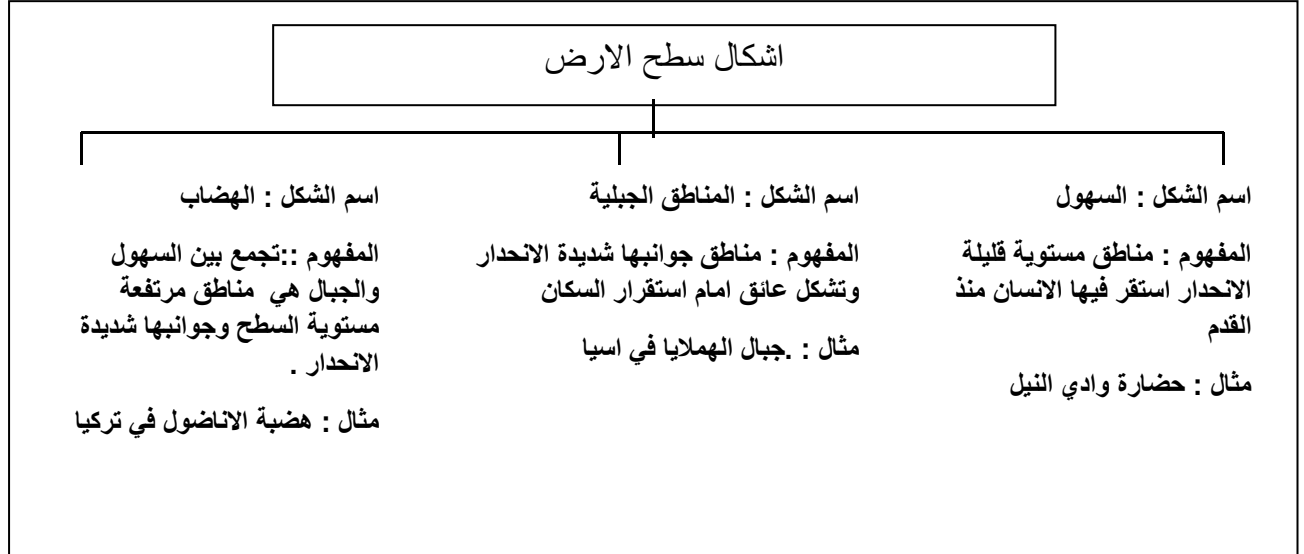 اشكال سطح الارض
اسم الشكل : السهول
المفهوم : مناطق مستوية قليلة
الانحدار استقر فيها الانسان منذ
القدم
مثال : حضارة وادي النيل
اسم الشكل : المناطق الجبلية
المفهوم : مناطق جوانبها شديدة الانحدار
وتشكل عائق امام استقرار السكان
مثال : .جبال الهملايا في اسيا
اسم الشكل : الهضاب
المفهوم ::تجمع بين السهول
والجبال هي مناطق مرتفعة
مستوية السطح وجوانبها شديدة
الانحدار .
مثال : هضبة الاناضول في تركيا